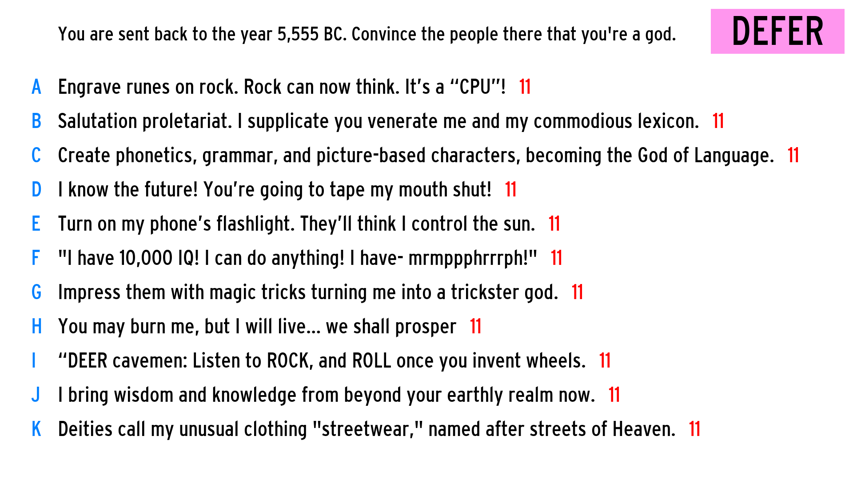 You are sent back to the year 5,555 BC. Convince the people there that you're a god.
DEFER
A Engrave runes on rock. Rock can now think. It’s a “CPU”! 11
B Salutation proletariat. I supplicate you venerate me and my commodious lexicon. 11
C Create phonetics, grammar, and picture-based characters, becoming the God of Language. 11
D I know the future! You’re going to tape my mouth shut! 11
E Turn on my phone’s flashlight. They’ll think I control the sun. 11
F "I have 10,000 IQ! I can do anything! I have- mrmppphrrrph!" 11
G Impress them with magic tricks turning me into a trickster god. 11
H You may burn me, but I will live... we shall prosper 11
I “DEER cavemen: Listen to ROCK, and ROLL once you invent wheels. 11
J I bring wisdom and knowledge from beyond your earthly realm now. 11
K Deities call my unusual clothing "streetwear," named after streets of Heaven. 11